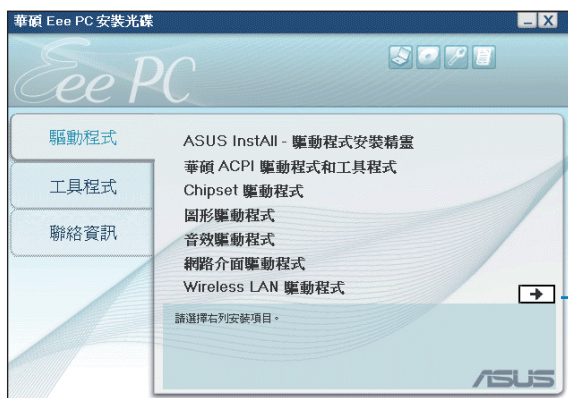 華碩 Eee PC 安裝光碟
Eee PC
驅動程式
工具程式
聯絡資訊
ASUS InstAll - 驅動程式安裝精靈
華碩 ACPI 驅動程式和工具程式
Chipset 驅動程式
圖形驅動程式
音效驅動程式
網路介面驅動程式
Wireless LAN 驅動程式
請選擇右列安裝項目。
ASUS